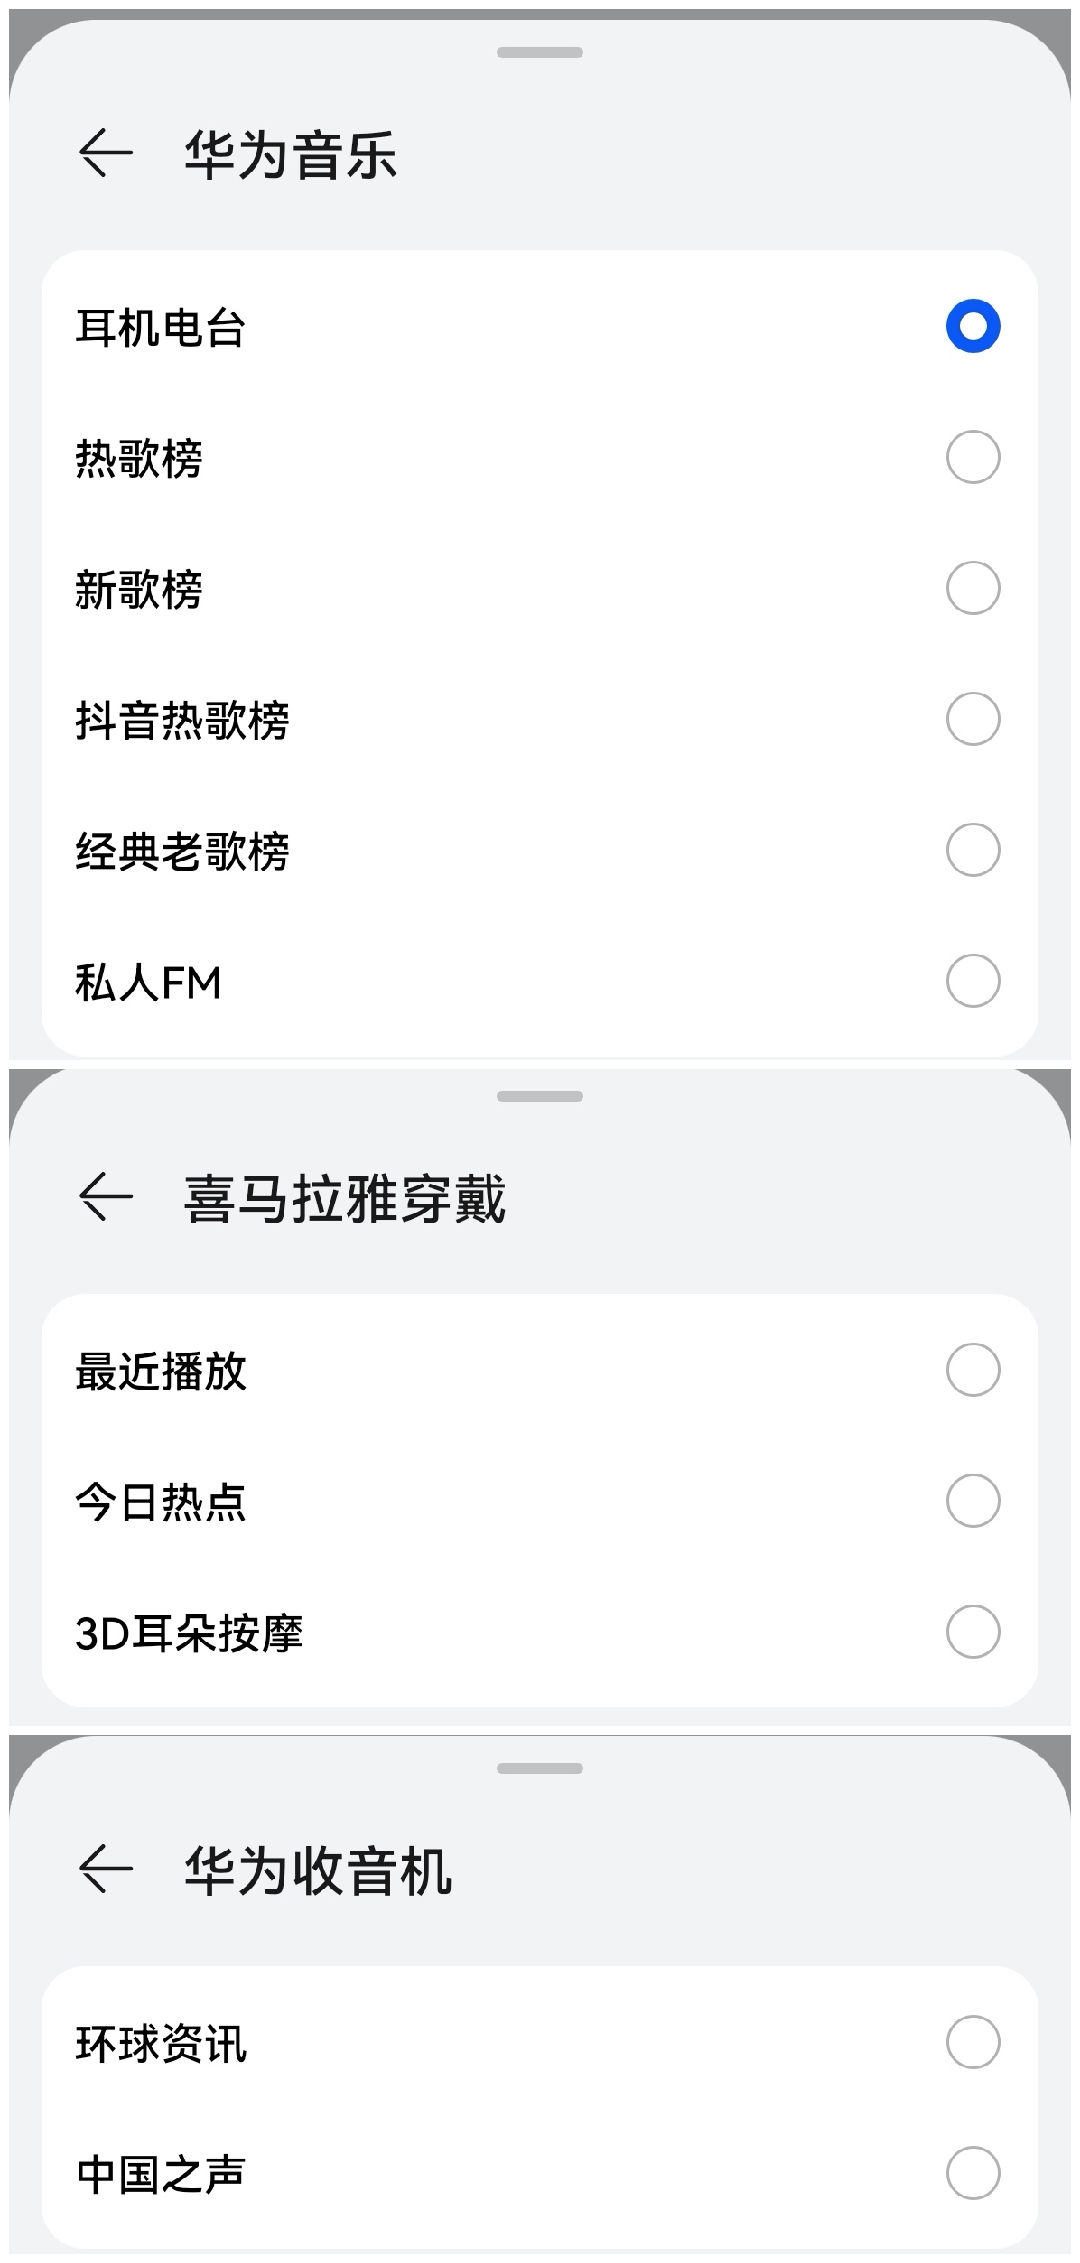 华为音乐
耳机电台
热歌榜
新歌榜
抖音热歌榜
经典老歌榜
私人FM
喜马拉雅穿戴
最近播放
今日热点
3D耳朵按摩
华为收音机
环球资讯
中国之声